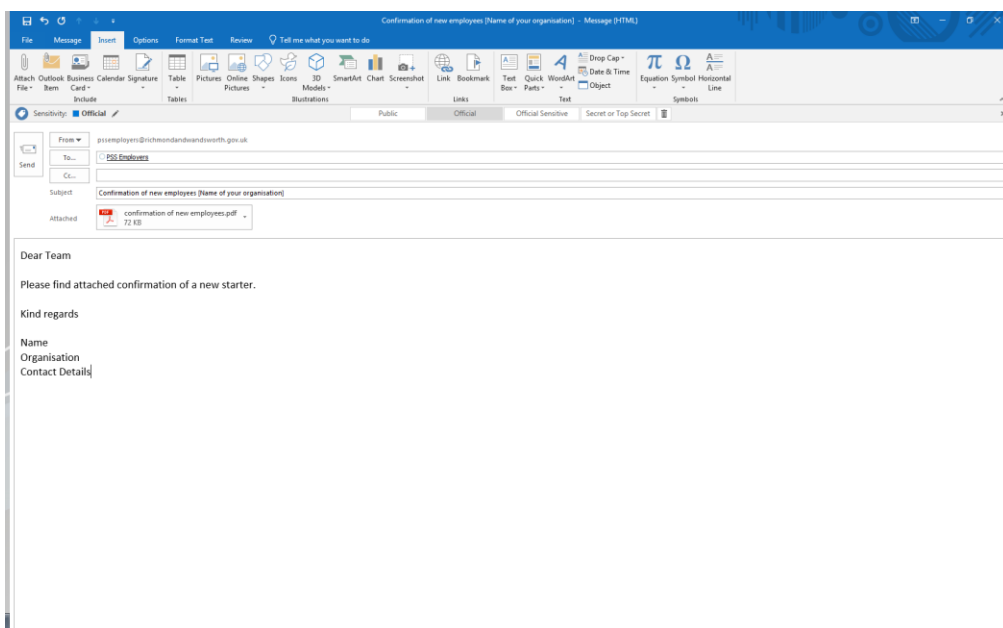 Confirmation of new employees [Name of your organisation] - Message (HTML)
File Message Insert Options Format Text Review Tell me what you want to do
Attach File Outlook Item Business Card Calendar Signature Table Pictures Online Pictures Shapes Icons 3D Models SmartArt Chart Screenshot Link Bookmark Text Box Quick Parts WordArt Drop Cap Equation Symbol Horizontal Line
Date & Time
Object
Include Tables Illustrations Links Text Symbols
Sensitivity: Official Public Official Official Sensitive Secret or Top Secret
From pssemployers@richmondandwandsworth.gov.uk
To... PSS Employers
Send
Cc...
Subject Confirmation of new employees [Name of your organisation]
Attached PDF confirmation of new employees.pdf
72 KB
Dear Team
Please find attached confirmation of a new starter.
Kind regards
Name
Organisation
Contact Details